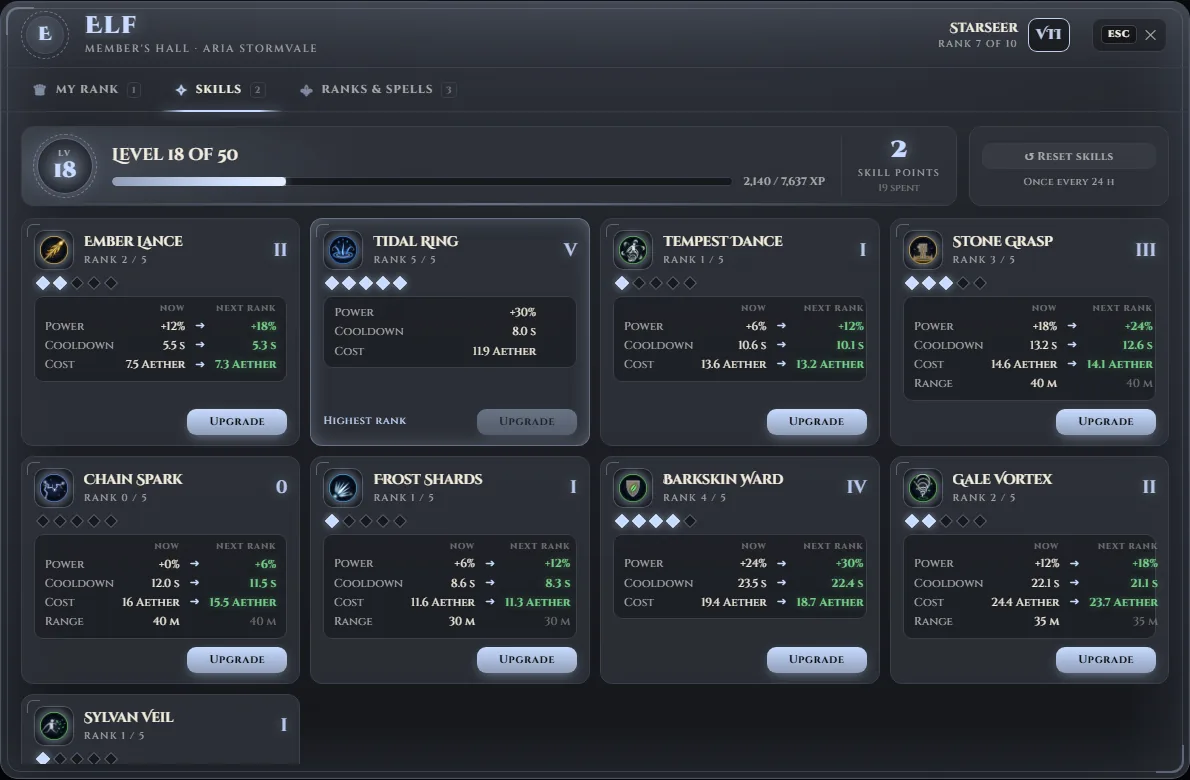 E
ELF
MEMBER'S HALL · ARIA STORMVALE
STARSEER
RANK 7 OF 10
VII
ESC
MY RANK 1
SKILLS 2
RANKS & SPELLS 3
LV
18
LEVEL 18 OF 50
2,140 / 7,637 XP
2
SKILL POINTS
19 SPENT
↺ RESET SKILLS
ONCE EVERY 24 H
EMBER LANCE
RANK 2 / 5
II
NOW NEXT RANK
POWER +12% → +18%
COOLDOWN 5.5 S → 5.3 S
COST 7.5 AETHER → 7.3 AETHER
UPGRADE
TIDAL RING
RANK 5 / 5
V
POWER +30%
COOLDOWN 8.0 S
COST 11.9 AETHER
HIGHEST RANK
UPGRADE
TEMPEST DANCE
RANK 1 / 5
I
NOW NEXT RANK
POWER +6% → +12%
COOLDOWN 10.6 S → 10.1 S
COST 13.6 AETHER → 13.2 AETHER
UPGRADE
STONE GRASP
RANK 3 / 5
III
NOW NEXT RANK
POWER +18% → +24%
COOLDOWN 13.2 S → 12.6 S
COST 14.6 AETHER → 14.1 AETHER
RANGE 40 M 40 M
UPGRADE
CHAIN SPARK
RANK 0 / 5
0
NOW NEXT RANK
POWER +0% → +6%
COOLDOWN 12.0 S → 11.5 S
COST 16 AETHER → 15.5 AETHER
RANGE 40 M 40 M
UPGRADE
FROST SHARDS
RANK 1 / 5
I
NOW NEXT RANK
POWER +6% → +12%
COOLDOWN 8.6 S → 8.3 S
COST 11.6 AETHER → 11.3 AETHER
RANGE 30 M 30 M
UPGRADE
BARKSKIN WARD
RANK 4 / 5
IV
NOW NEXT RANK
POWER +24% → +30%
COOLDOWN 23.5 S → 22.4 S
COST 19.4 AETHER → 18.7 AETHER
UPGRADE
GALE VORTEX
RANK 2 / 5
II
NOW NEXT RANK
POWER +12% → +18%
COOLDOWN 22.1 S → 21.1 S
COST 24.4 AETHER → 23.7 AETHER
RANGE 35 M 35 M
UPGRADE
SYLVAN VEIL
RANK 1 / 5
I